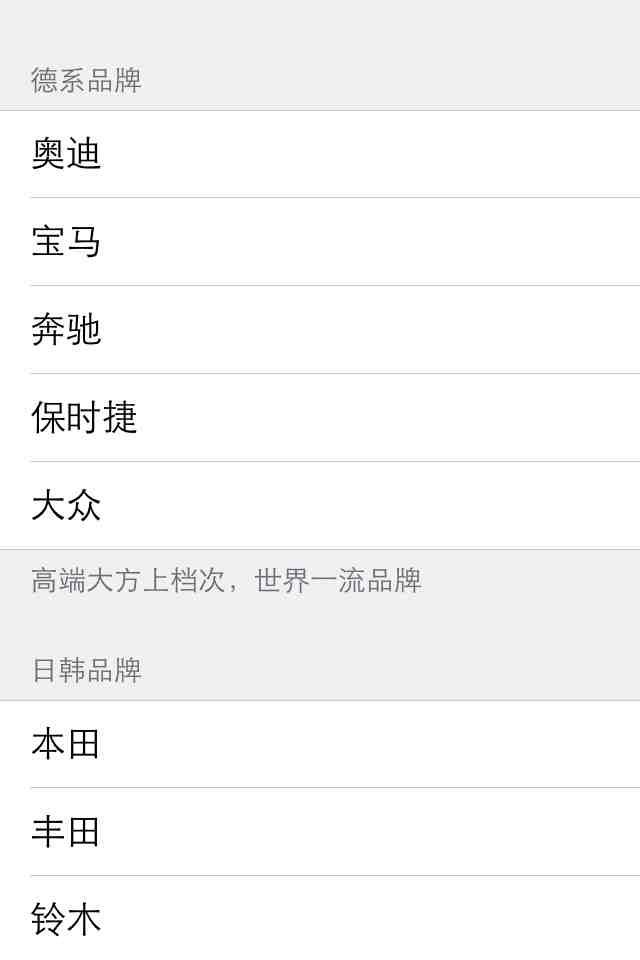 德系品牌
奥迪
宝马
奔驰
保时捷
大众
高端大方上档次，世界一流品牌
日韩品牌
本田
丰田
铃木